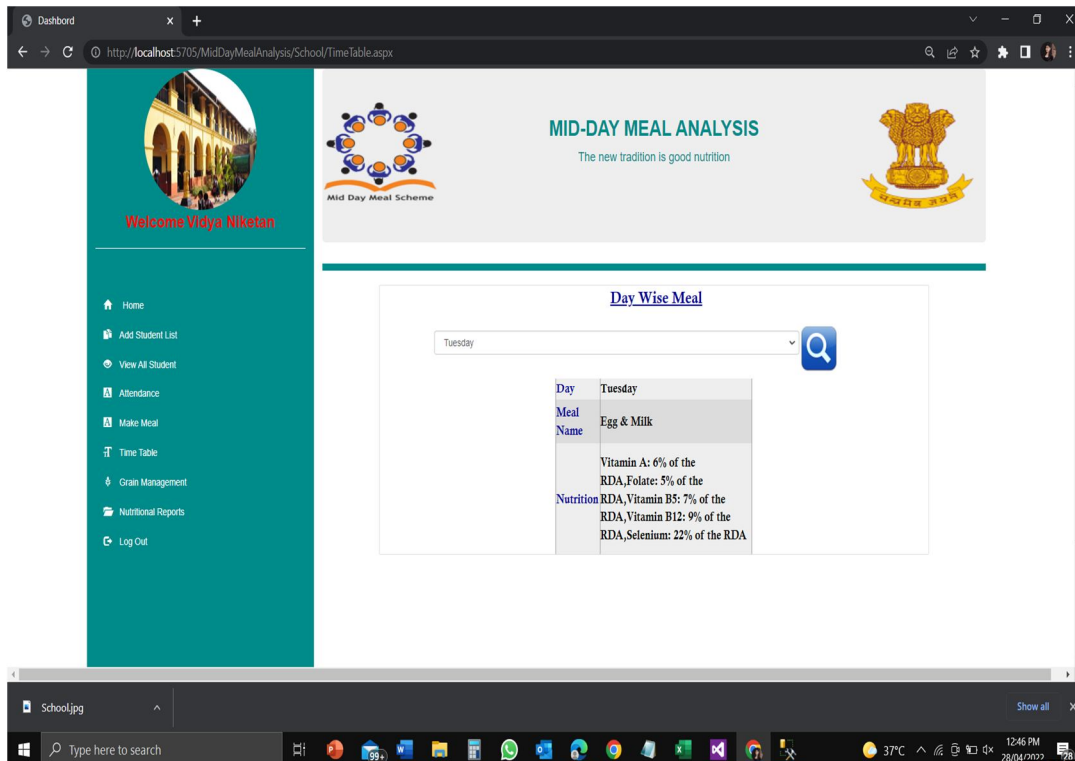 Dashbord
http://localhost:5705/MidDayMealAnalysis/School/TimeTable.aspx
Welcome Vidya Niketan
Mid Day Meal Scheme
MID-DAY MEAL ANALYSIS
The new tradition is good nutrition
सत्यमेव जयते
Home
Add Student List
View All Student
Attendance
Make Meal
Time Table
Grain Management
Nutritional Reports
Log Out
Day Wise Meal
Tuesday
Day Tuesday
Meal
Name
Egg & Milk
Nutrition
Vitamin A: 6% of the
RDA,Folate: 5% of the
RDA,Vitamin B5: 7% of the
RDA,Vitamin B12: 9% of the
RDA,Selenium: 22% of the RDA
School.jpg
Show all
Type here to search
99+
37°C
12:46 PM
28/04/2022
28